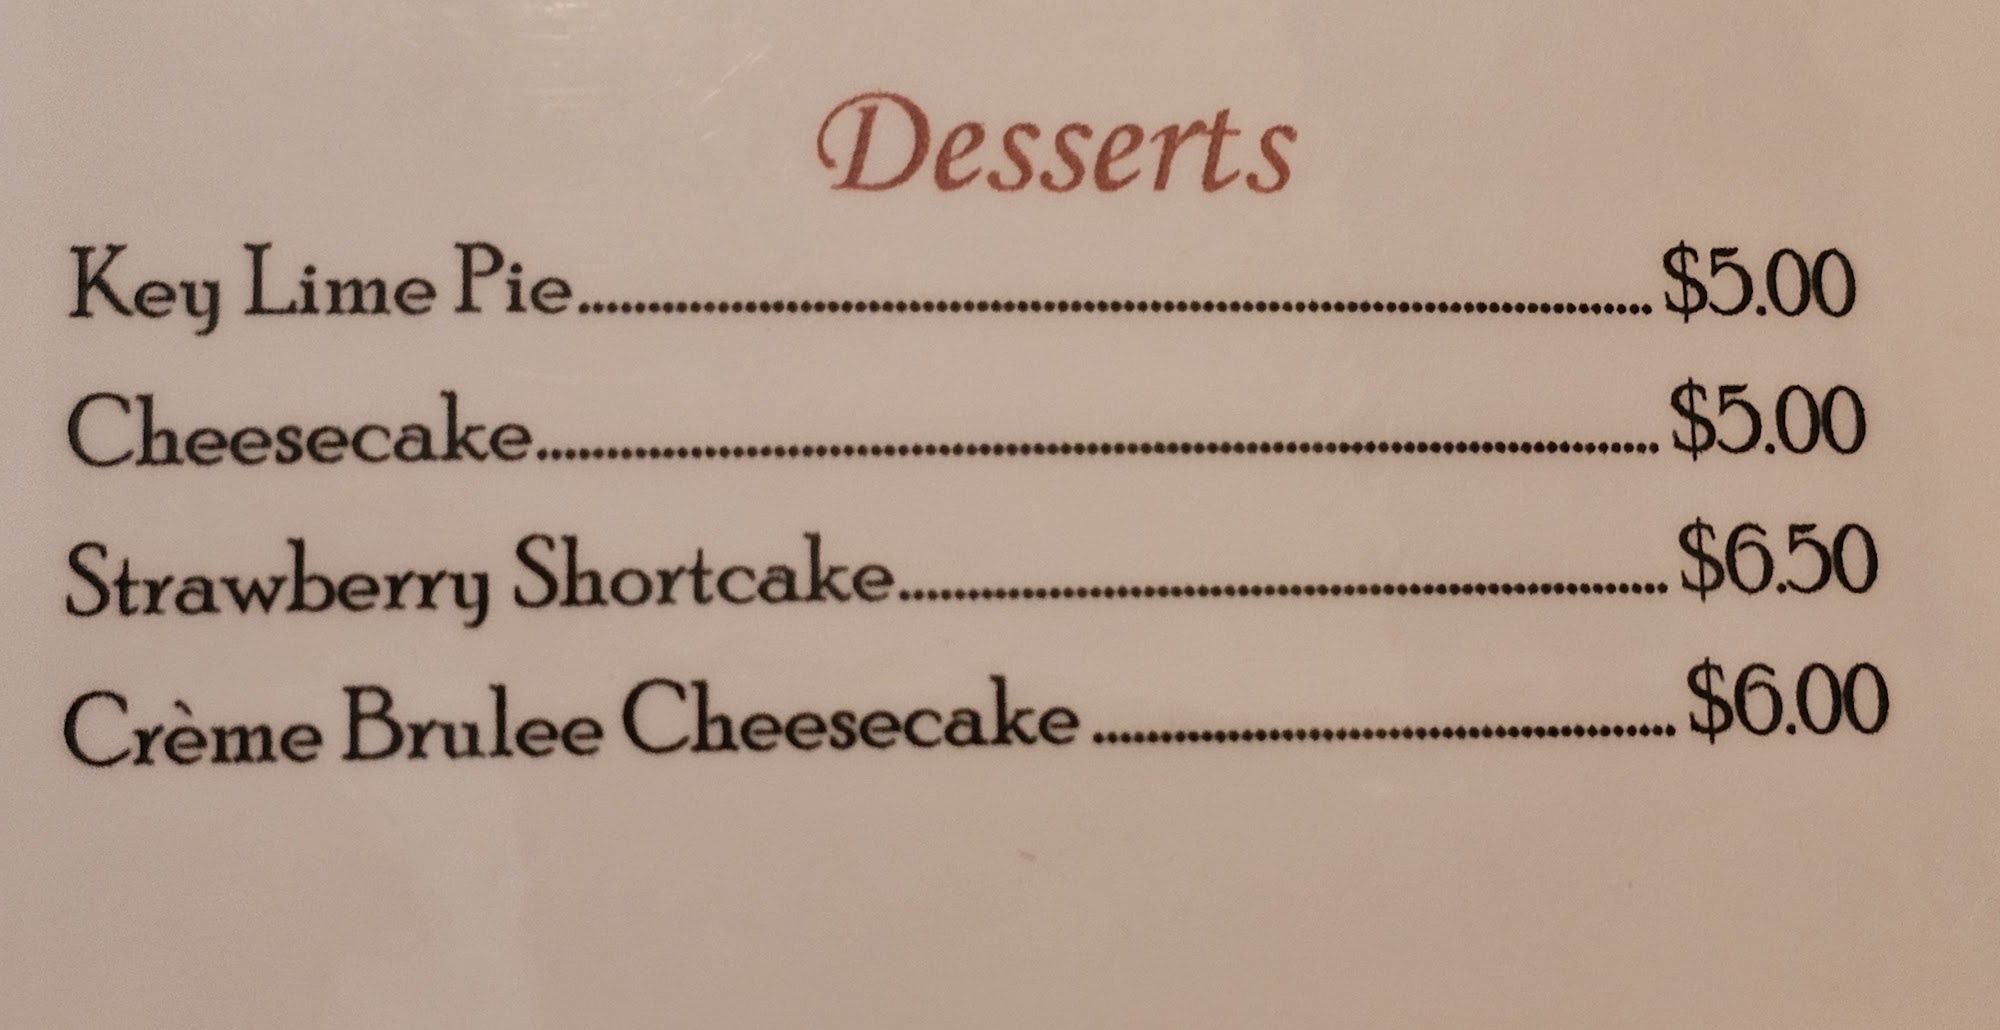 Desserts
Key Lime Pie........................................................................................$5.00
Cheesecake............................................................................................$5.00
Strawberry Shortcake...............................................................$6.50
Crème Brulee Cheesecake ................................................$6.00